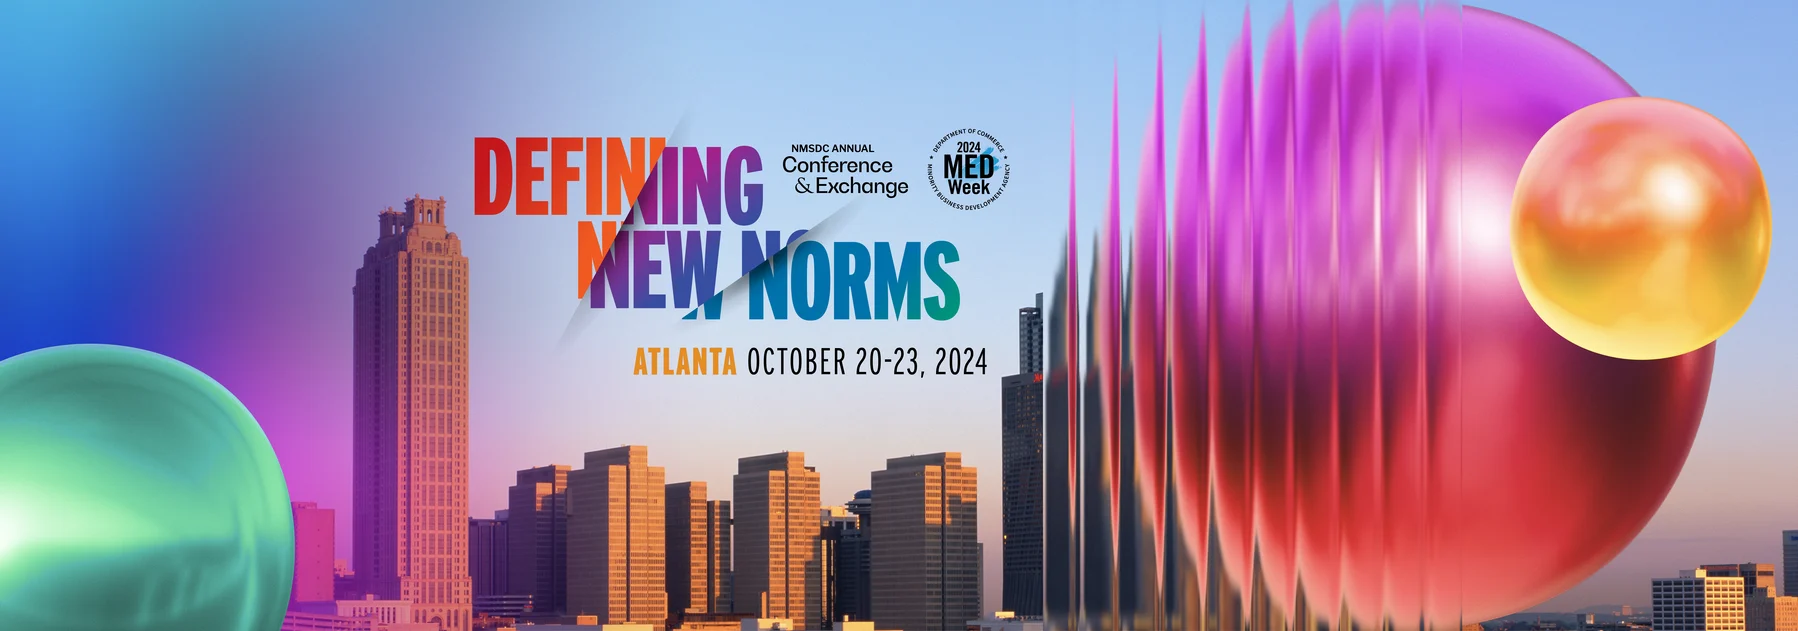 DEFINING
NEW NORMS
NMSDC ANNUAL
Conference
& Exchange
DEPARTMENT OF COMMERCE
2024
MED
Week
MINORITY BUSINESS DEVELOPMENT AGENCY
ATLANTA OCTOBER 20-23, 2024